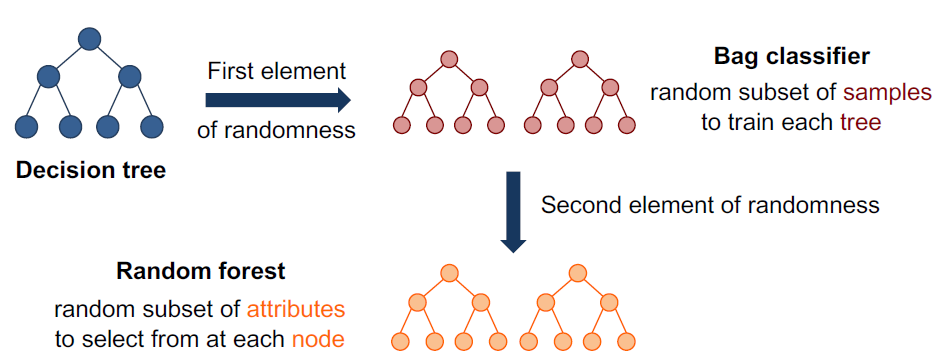 First element
of randomness
Decision tree
Bag classifier
random subset of samples
to train each tree
Second element of randomness
Random forest
random subset of attributes
to select from at each node